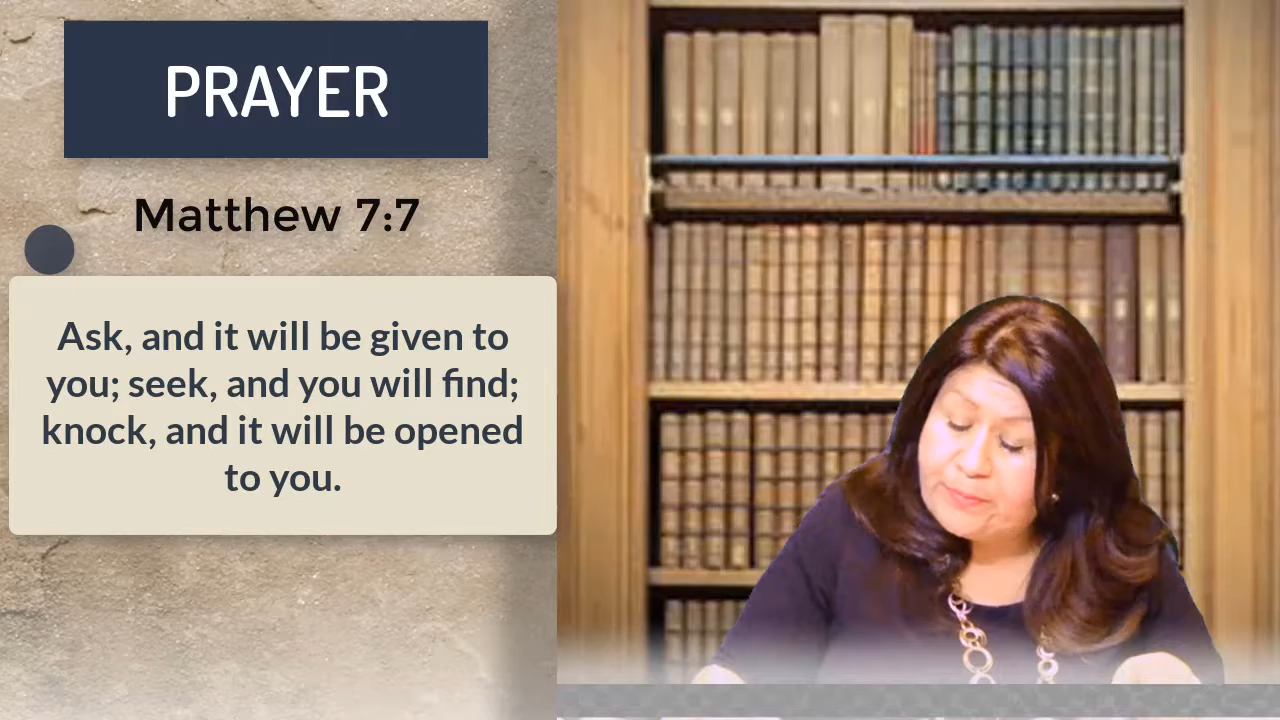 PRAYER
Matthew 7:7
Ask, and it will be given to
you; seek, and you will find;
knock, and it will be opened
to you.